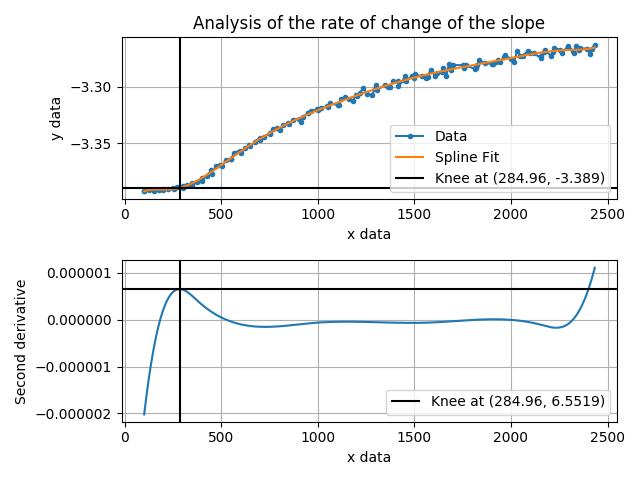 Analysis of the rate of change of the slope
y data
−3.30
−3.35
Data
Spline Fit
Knee at (284.96, -3.389)
0 500 1000 1500 2000 2500
x data
Second derivative
0.000001
0.000000
−0.000001
−0.000002
Knee at (284.96, 6.5519)
0 500 1000 1500 2000 2500
x data